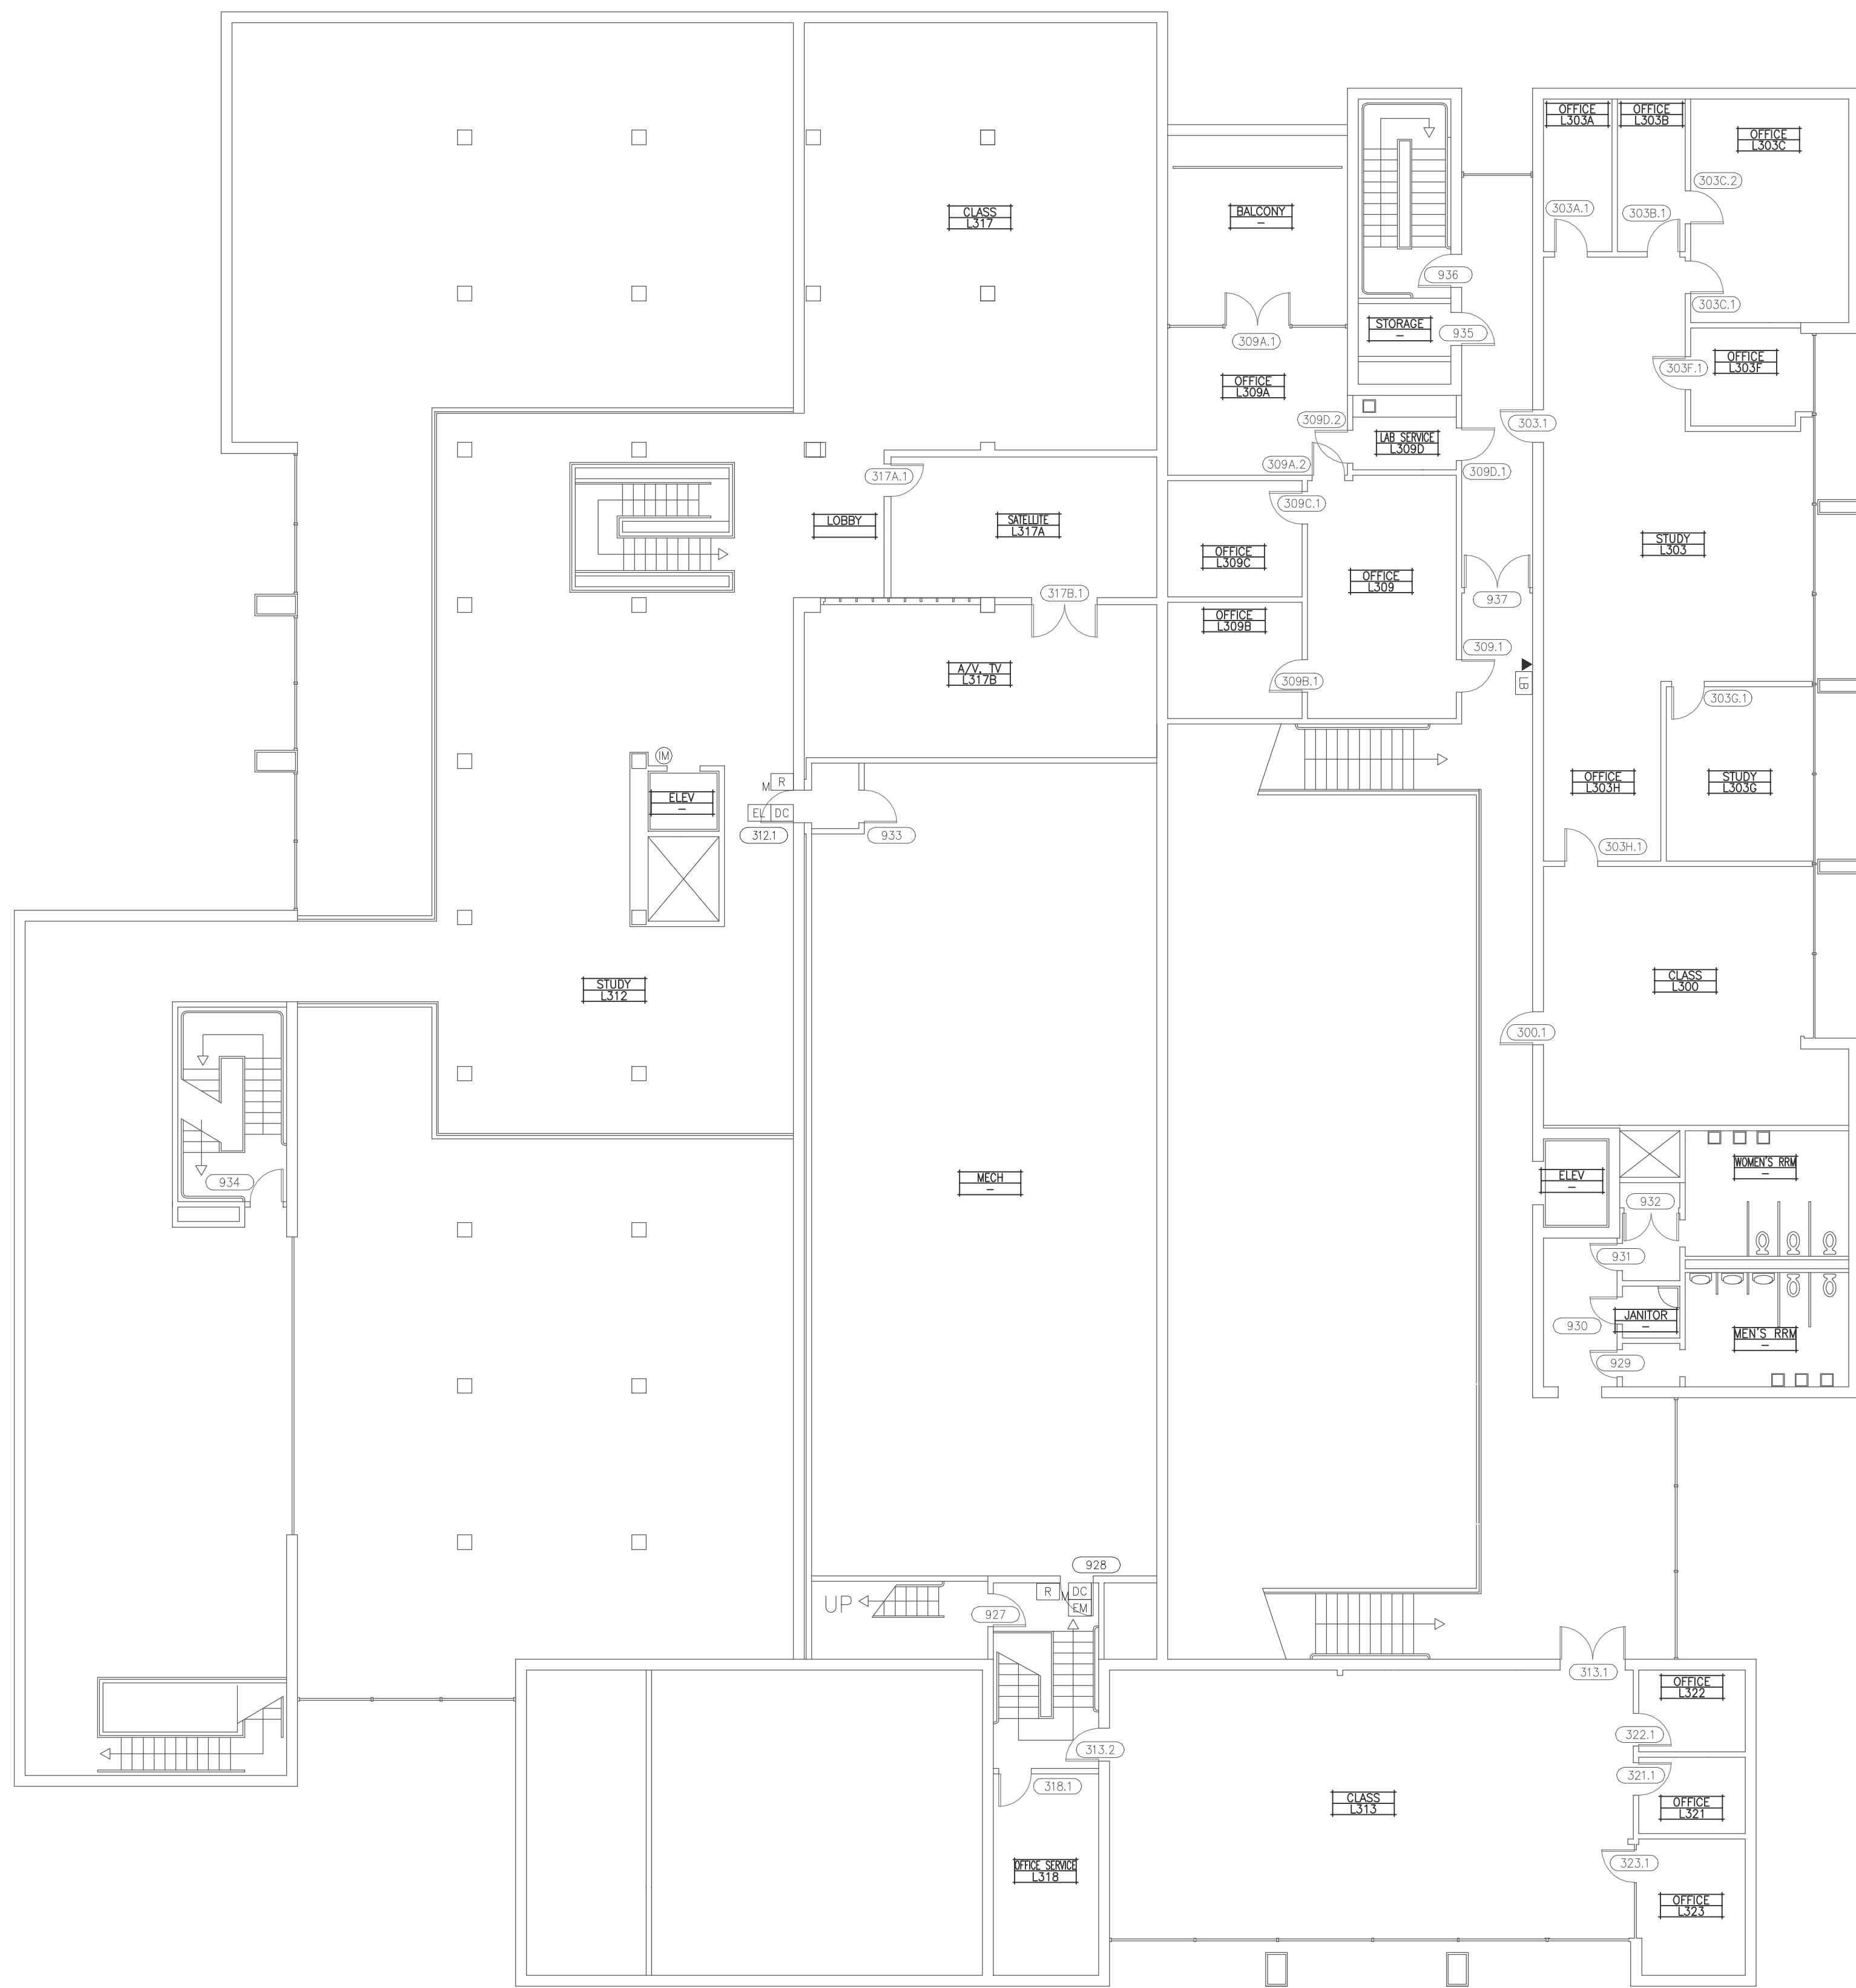 OFFICE
L303A
OFFICE
L303B
OFFICE
L303C
303C.2
303A.1
303B.1
CLASS
L317
BALCONY
-
936
303C.1
STORAGE
-
935
309A.1
OFFICE
L303F
303F.1
OFFICE
L309A
309D.2
303.1
LAB SERVICE
L309D
309A.2
309D.1
317A.1
309C.1
LOBBY
SATELLITE
L317A
STUDY
L303
OFFICE
L309C
OFFICE
L309
317B.1
937
OFFICE
L309B
309.1
A/V, TV
L317B
309B.1
LB
303G.1
IM
M
R
ELEV
-
EL
DC
312.1
933
OFFICE
L303H
STUDY
L303G
303H.1
STUDY
L312
CLASS
L300
300.1
934
MECH
-
WOMEN'S RRM
-
ELEV
-
932
931
JANITOR
-
930
MEN'S RRM
-
929
928
R
M
DC
EM
UP
927
313.1
OFFICE
L322
322.1
313.2
318.1
321.1
CLASS
L313
OFFICE
L321
323.1
OFFICE SERVICE
L318
OFFICE
L323